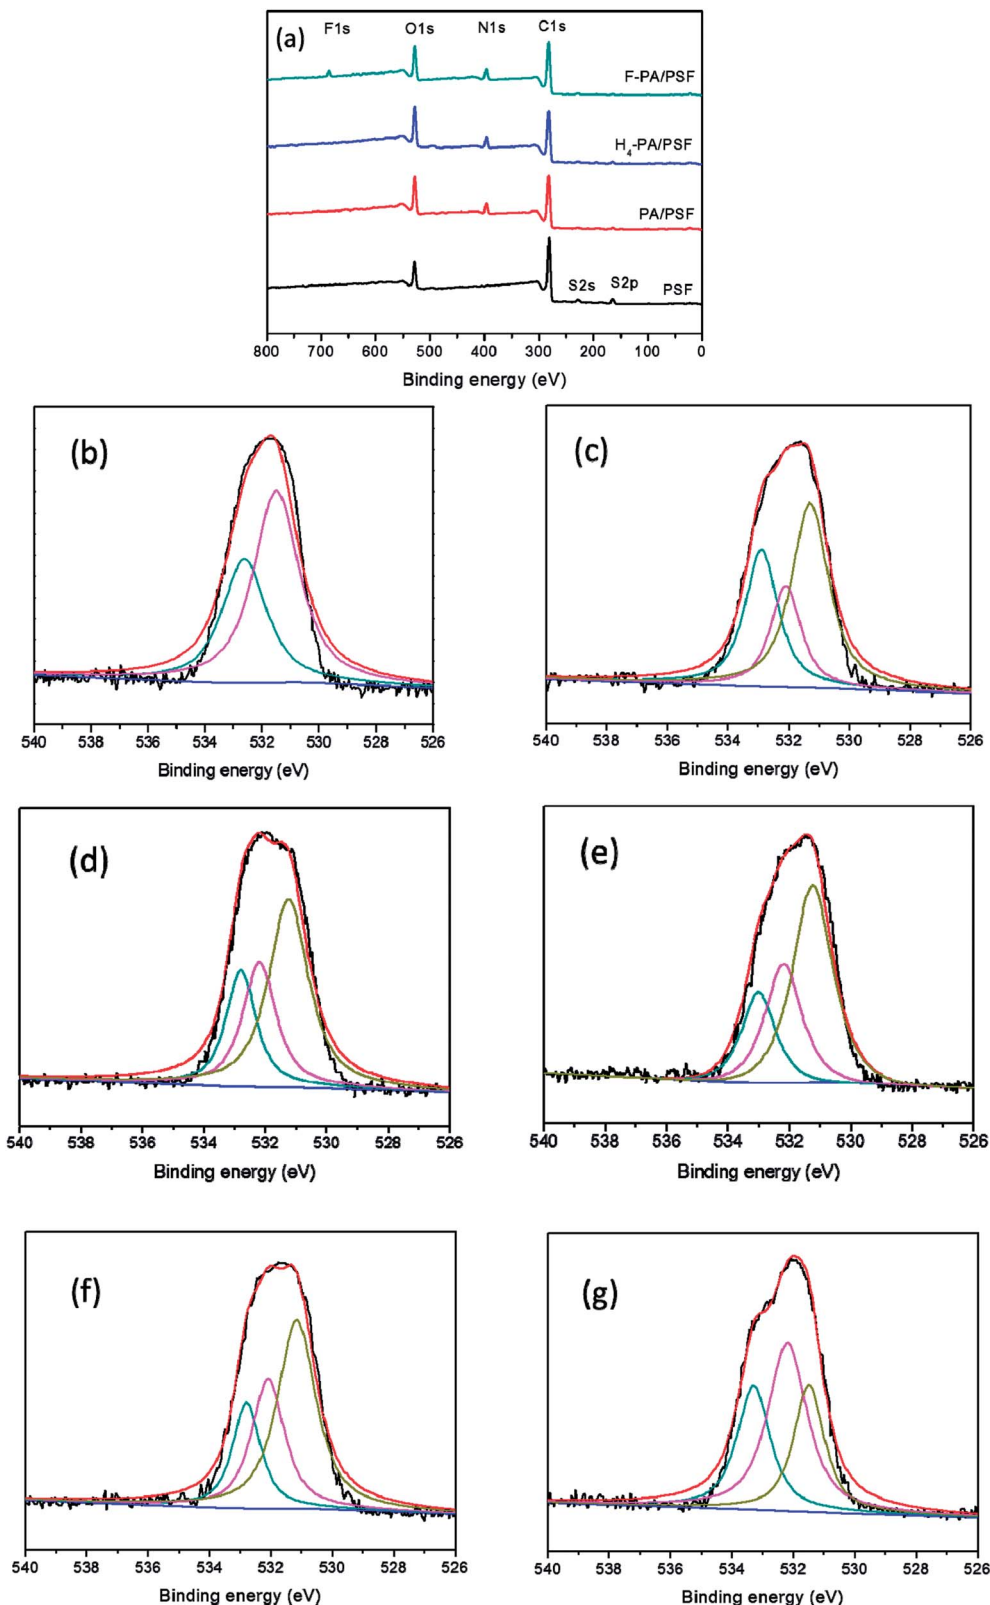 (a)
F1s O1s N1s C1s
F-PA/PSF
H4-PA/PSF
PA/PSF
S2s S2p PSF
800 700 600 500 400 300 200 100 0
Binding energy (eV)
(b)
540 538 536 534 532 530 528 526
Binding energy (eV)
(c)
540 538 536 534 532 530 528 526
Binding energy (eV)
(d)
540 538 536 534 532 530 528 526
Binding energy (eV)
(e)
540 538 536 534 532 530 528 526
Binding energy (eV)
(f)
540 538 536 534 532 530 528 526
Binding energy (eV)
(g)
540 538 536 534 532 530 528 526
Binding energy (eV)